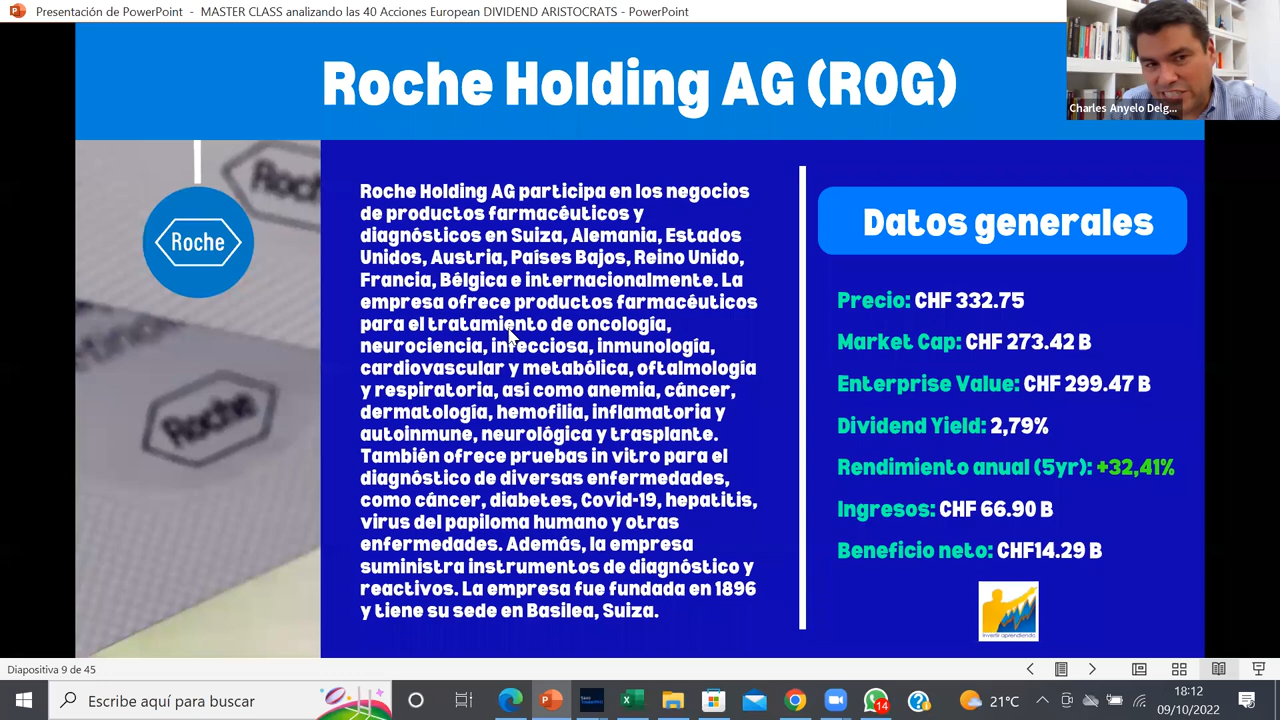 Presentación de PowerPoint - MASTER CLASS analizando las 40 Acciones European DIVIDEND ARISTOCRATS - PowerPoint
Roche Holding AG (ROG)
Charles Anyelo Delg...
Roche
Roche
Roche
Roche Holding AG participa en los negocios
de productos farmacéuticos y
diagnósticos en Suiza, Alemania, Estados
Unidos, Austria, Países Bajos, Reino Unido,
Francia, Bélgica e internacionalmente. La
empresa ofrece productos farmacéuticos
para el tratamiento de oncología,
neurociencia, infecciosa, inmunología,
cardiovascular y metabólica, oftalmología
y respiratoria, así como anemia, cáncer,
dermatología, hemofilia, inflamatoria y
autoinmune, neurológica y trasplante.
También ofrece pruebas in vitro para el
diagnóstico de diversas enfermedades,
como cáncer, diabetes, Covid-19, hepatitis,
virus del papiloma humano y otras
enfermedades. Además, la empresa
suministra instrumentos de diagnóstico y
reactivos. La empresa fue fundada en 1896
y tiene su sede en Basilea, Suiza.
Datos generales
Precio: CHF 332.75
Market Cap: CHF 273.42 B
Enterprise Value: CHF 299.47 B
Dividend Yield: 2,79%
Rendimiento anual (5yr): +32,41%
Ingresos: CHF 66.90 B
Beneficio neto: CHF14.29 B
invertir aprendiendo
Diapositiva 9 de 45
Escribe aquí para buscar
14
21°C
18:12
09/10/2022